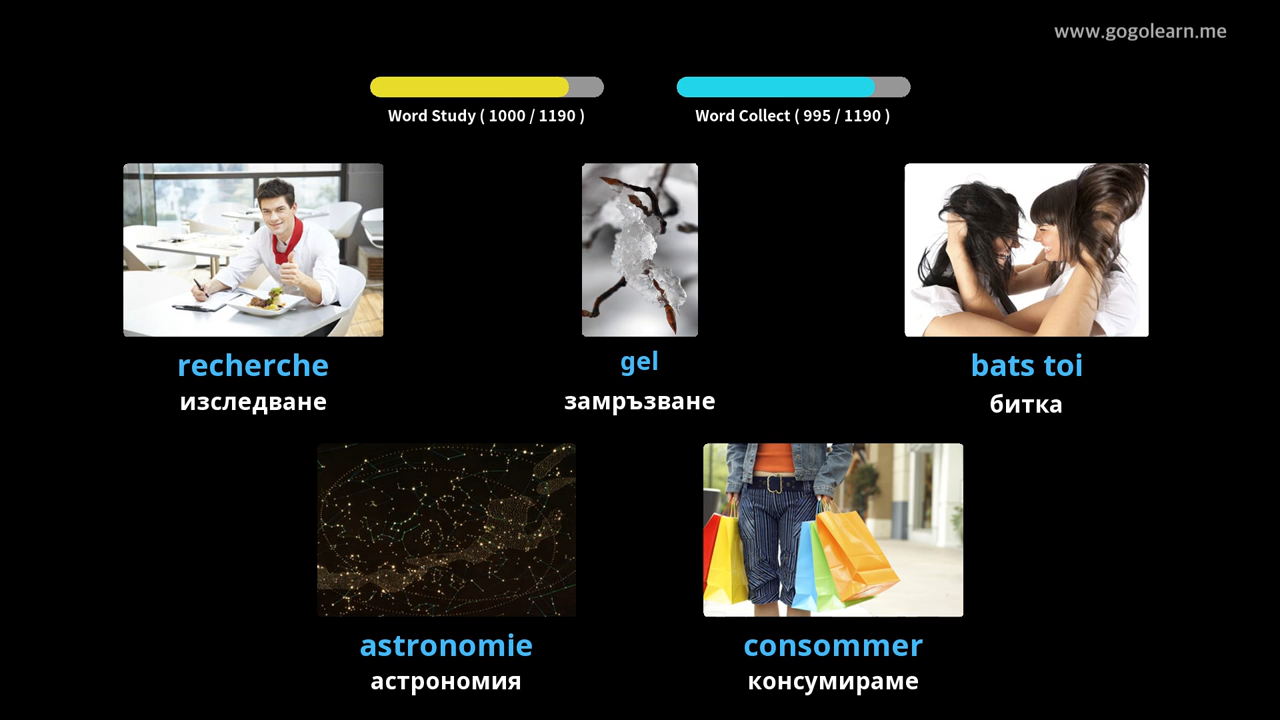 www.gogolearn.me
Word Study ( 1000 / 1190 )
Word Collect ( 995 / 1190 )
recherche
изследване
gel
замръзване
bats toi
битка
astronomie
астрономия
consommer
консумираме